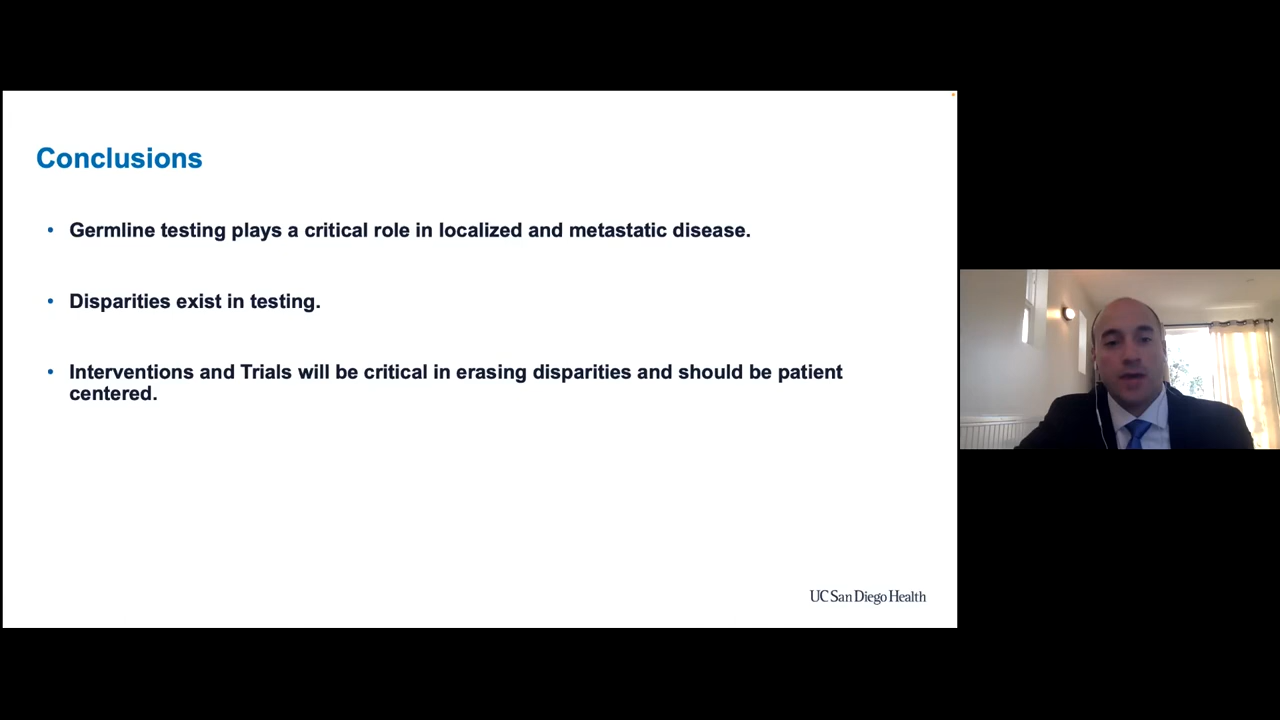 Conclusions
• Germline testing plays a critical role in localized and metastatic disease.
• Disparities exist in testing.
• Interventions and Trials will be critical in erasing disparities and should be patient
centered.
UC San Diego Health